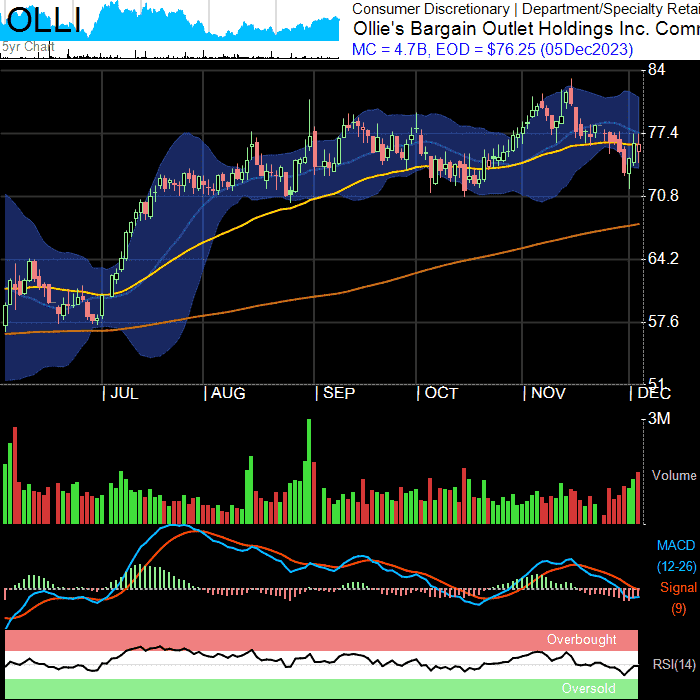 OLLI
5yr Chart
Consumer Discretionary | Department/Specialty Retai
Ollie's Bargain Outlet Holdings Inc. Comm
MC = 4.7B, EOD = $76.25 (05Dec2023)
84
77.4
70.8
64.2
57.6
51
| JUL | AUG | SEP | OCT | NOV | DEC
3M
Volume
MACD
(12-26)
Signal
(9)
Overbought
RSI(14)
Oversold